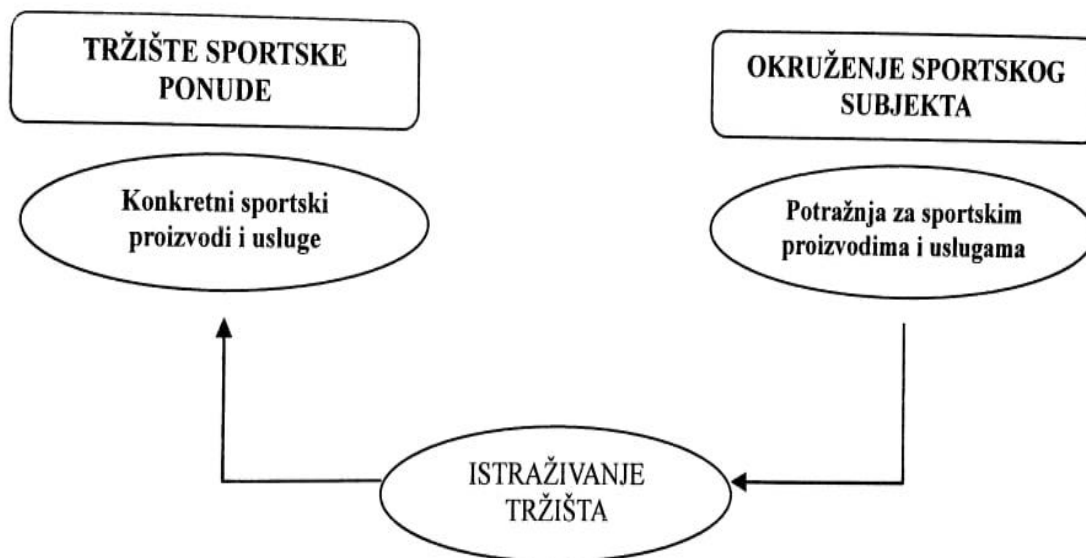 TRŽIŠTE SPORTSKE
PONUDE
OKRUŽENJE SPORTSKOG
SUBJEKTA
Konkretni sportski
proizvodi i usluge
Potražnja za sportskim
proizvodima i uslugama
ISTRAŽIVANJE
TRŽIŠTA